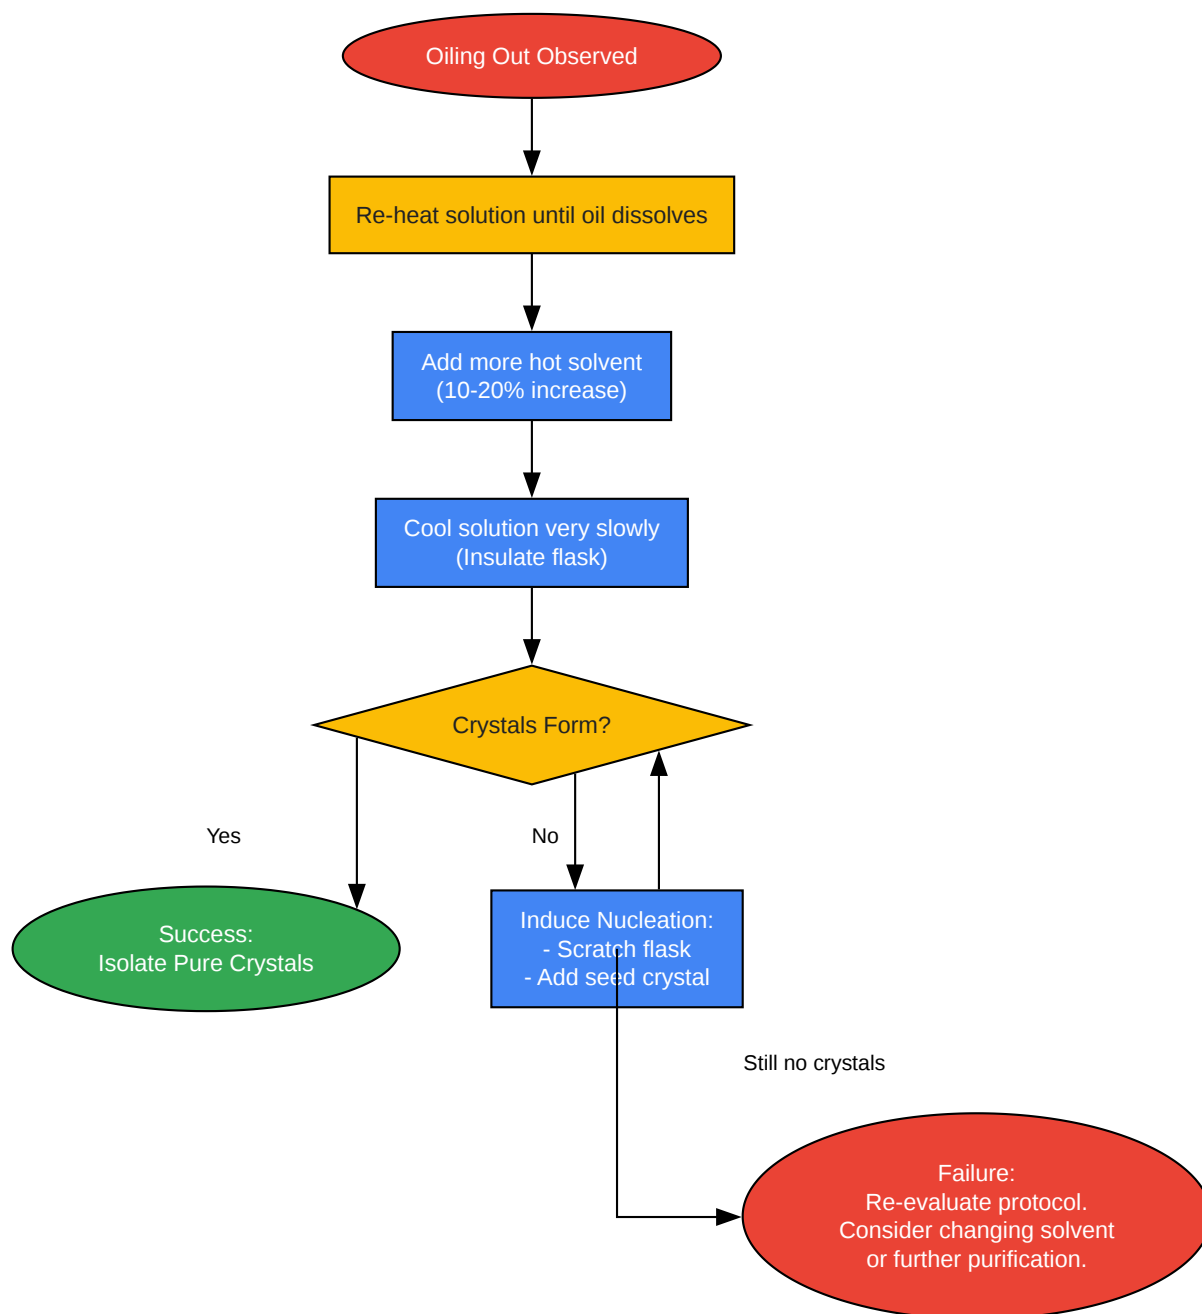 Oiling Out Observed
Re-heat solution until oil dissolves
Add more hot solvent
(10-20% increase)
Cool solution very slowly
(Insulate flask)
Crystals Form?
Yes
No
Success:
Isolate Pure Crystals
Induce Nucleation:
- Scratch flask
- Add seed crystal
Still no crystals
Failure:
Re-evaluate protocol.
Consider changing solvent
or further purification.